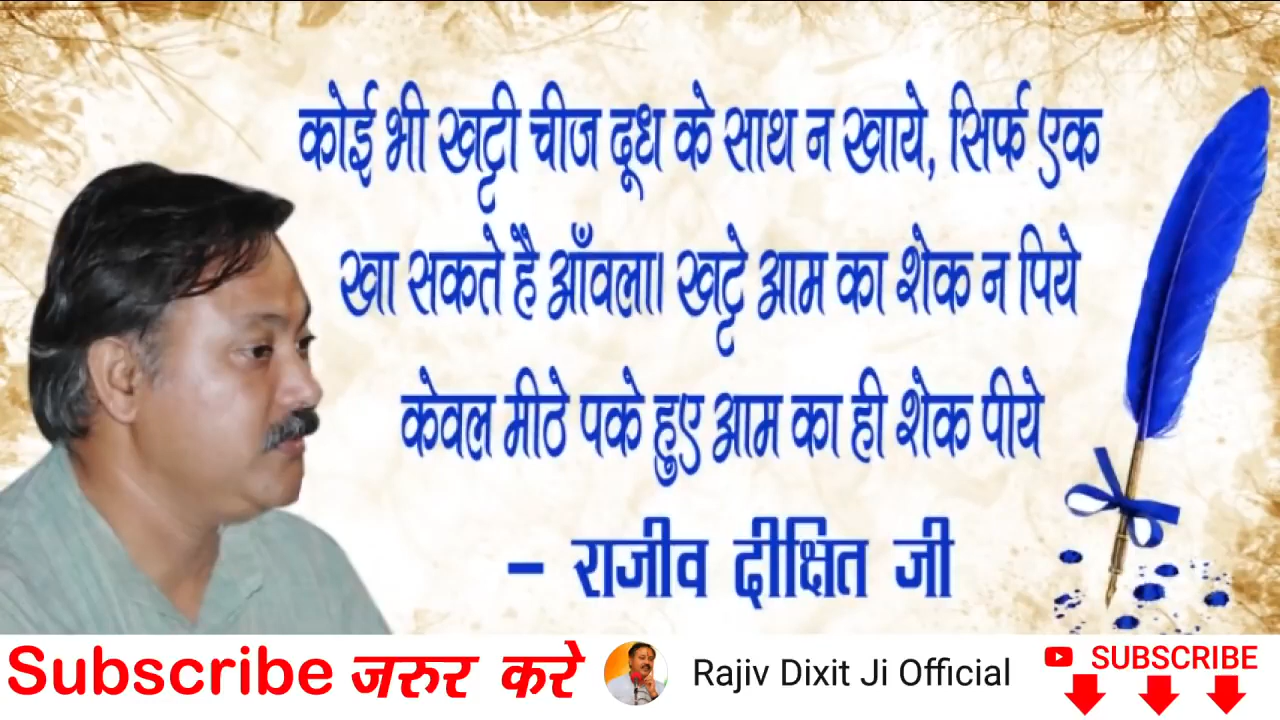 कोई भी खट्टी चीज दूध के साथ न खाये, सिर्फ एक
खा सकते है आँवला। खट्टे आम का शेक न पिये
केवल मीठे पके हुए आम का ही शेक पीये
– राजीव दीक्षित जी
Subscribe जरुर करे Rajiv Dixit Ji Official SUBSCRIBE